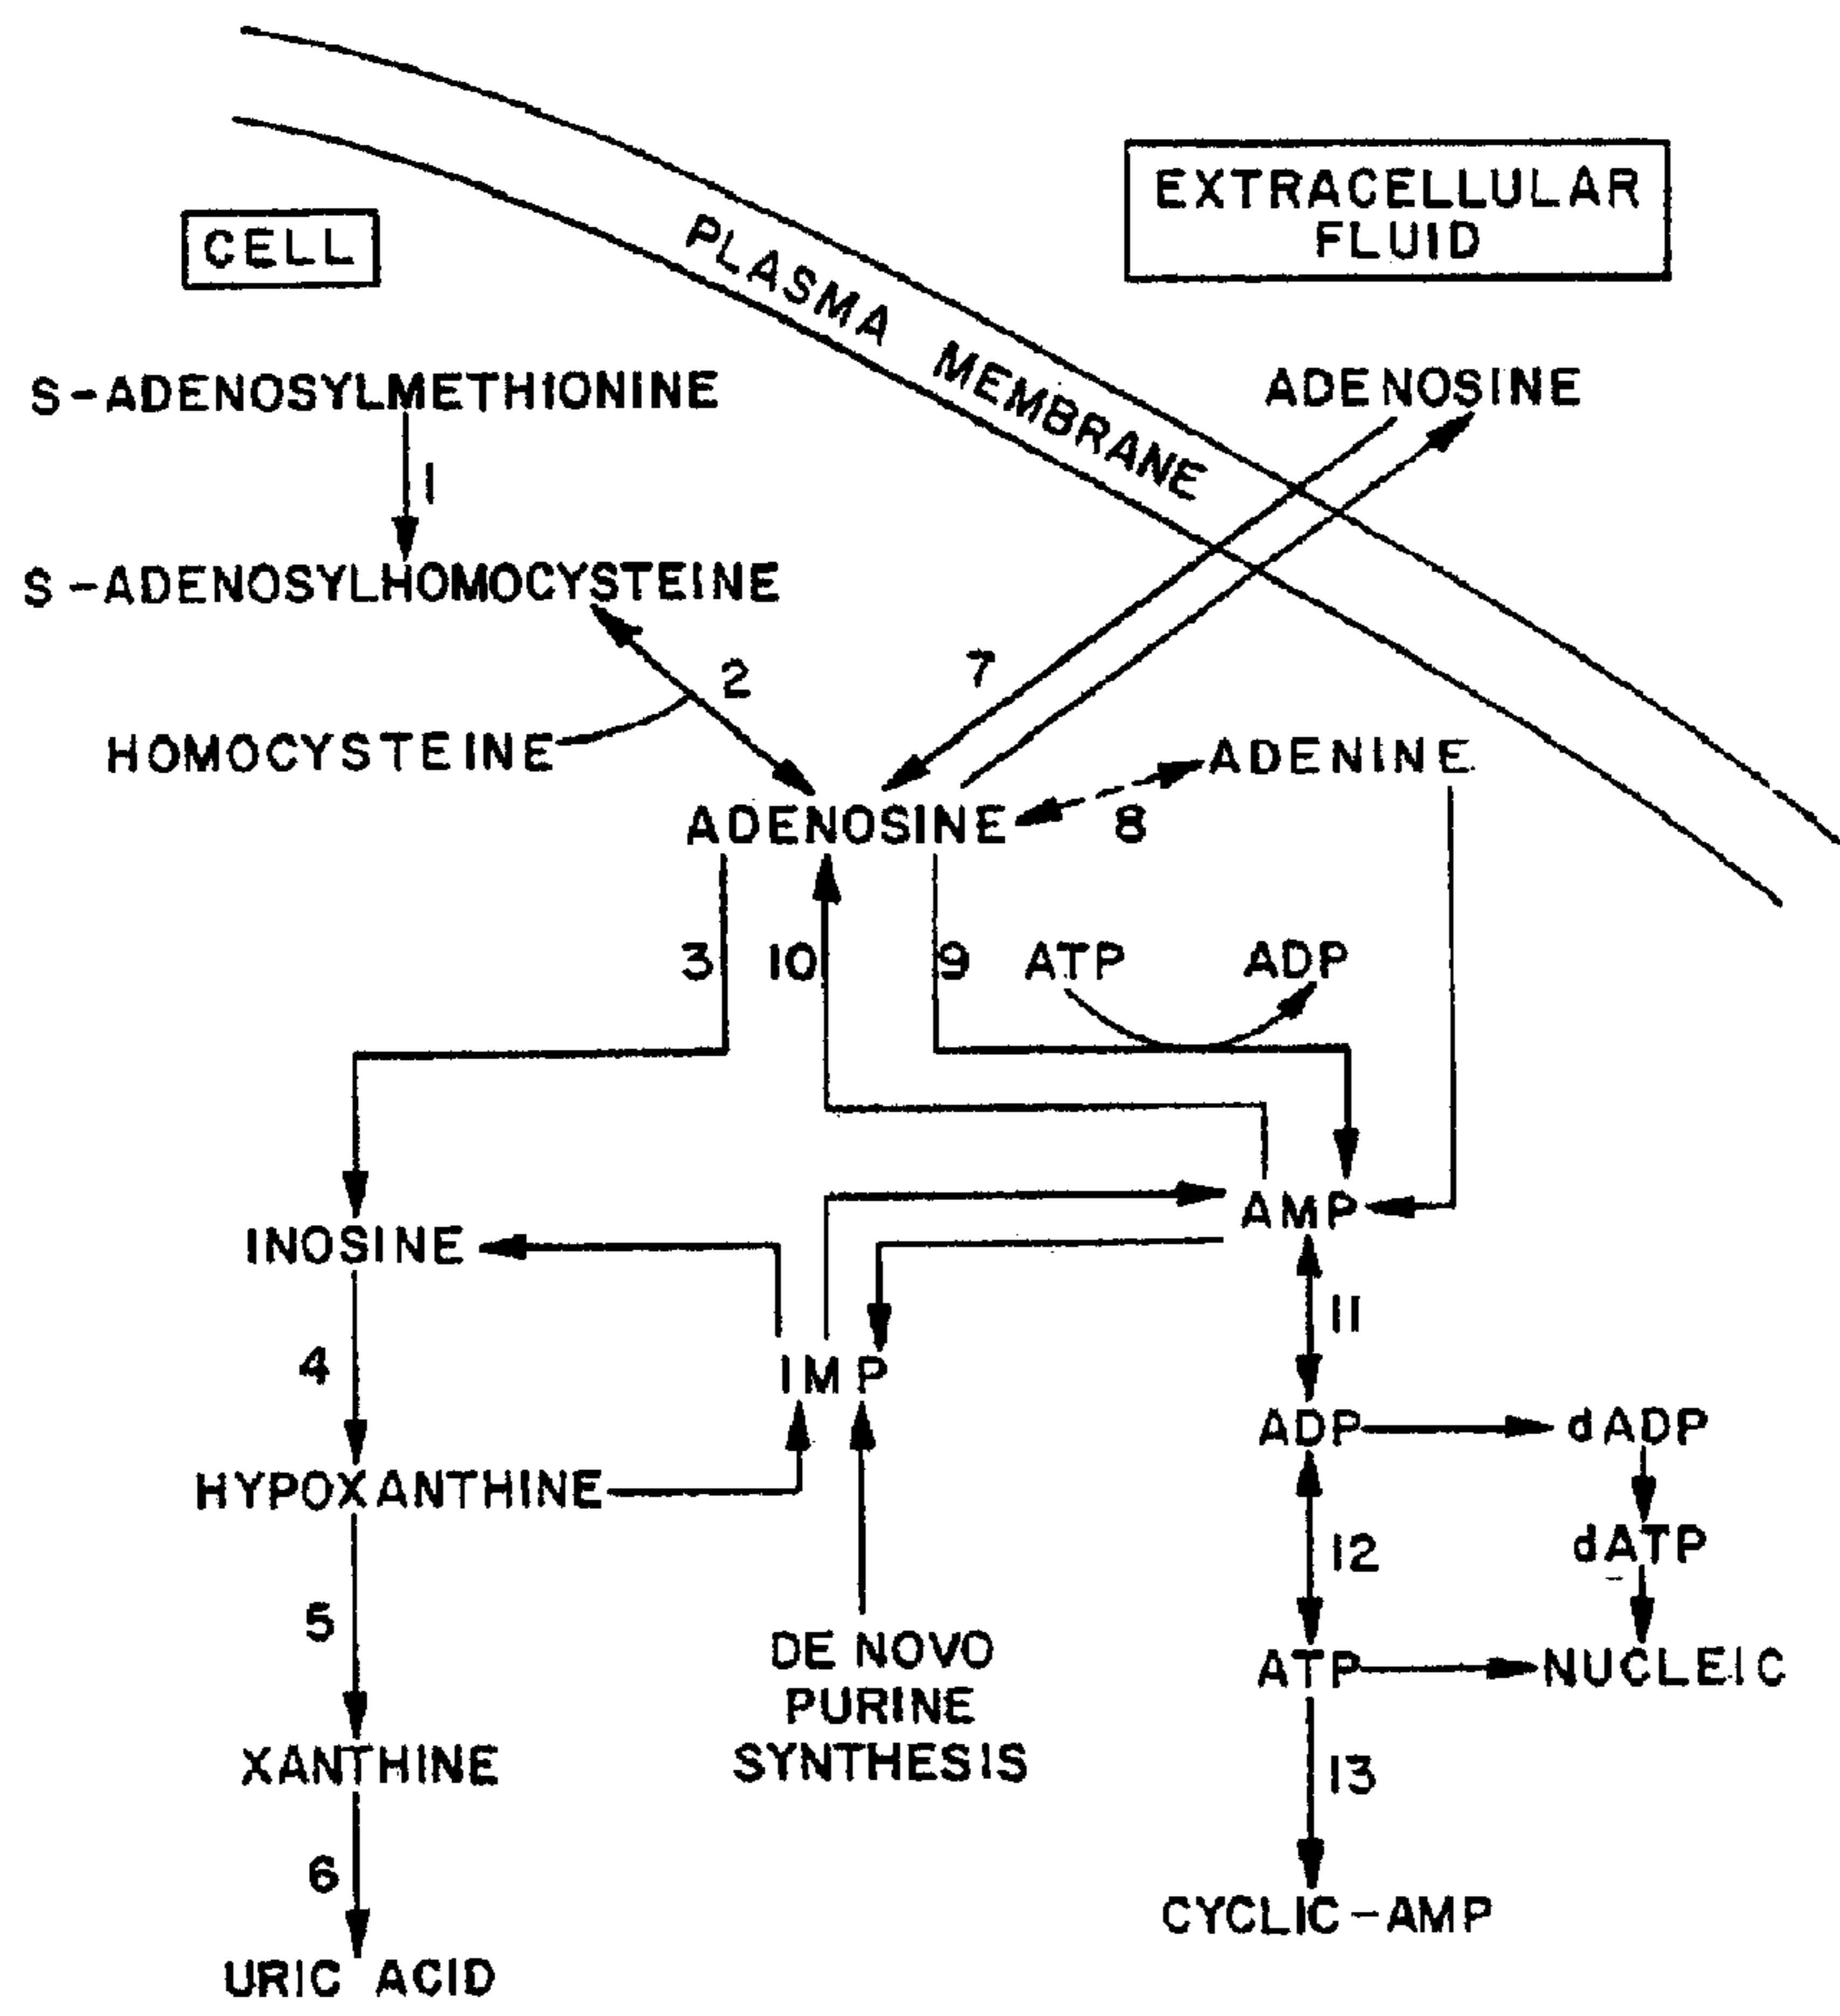 CELL
EXTRACELLULAR
FLUID
PLASMA MEMBRANE
S-ADENOSYLMETHIONINE
ADENOSINE
1
S-ADENOSYLHOMOCYSTEINE
2
7
HOMOCYSTEINE
ADENINE
ADENOSINE
8
3
10
9
ATP
ADP
AMP
INOSINE
11
4
IMP
ADP
dADP
HYPOXANTHINE
12
dATP
5
DE NOVO
PURINE
SYNTHESIS
ATP
NUCLEIC
XANTHINE
13
6
CYCLIC-AMP
URIC ACID